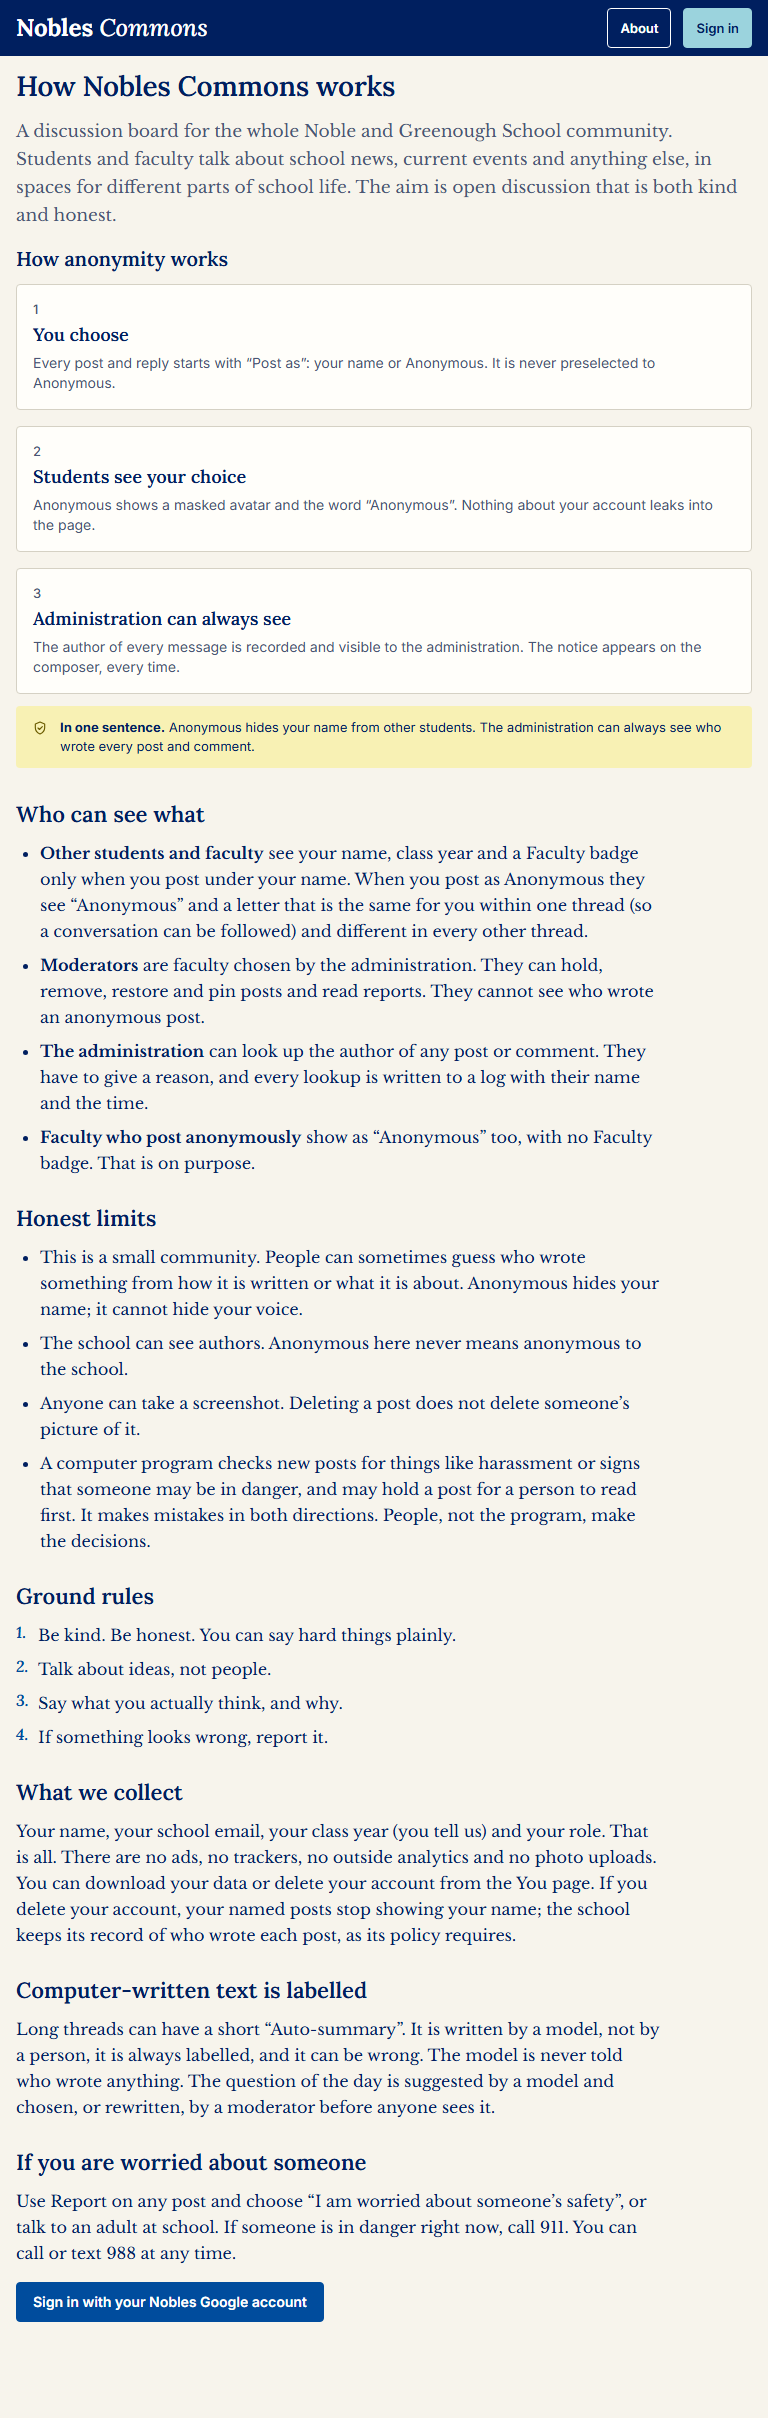 Nobles Commons
About
Sign in
How Nobles Commons works
A discussion board for the whole Noble and Greenough School community.
Students and faculty talk about school news, current events and anything else, in
spaces for different parts of school life. The aim is open discussion that is both kind
and honest.
How anonymity works
1
You choose
Every post and reply starts with “Post as”: your name or Anonymous. It is never preselected to
Anonymous.
2
Students see your choice
Anonymous shows a masked avatar and the word “Anonymous”. Nothing about your account leaks into
the page.
3
Administration can always see
The author of every message is recorded and visible to the administration. The notice appears on the
composer, every time.
In one sentence. Anonymous hides your name from other students. The administration can always see who
wrote every post and comment.
Who can see what
• Other students and faculty see your name, class year and a Faculty badge
only when you post under your name. When you post as Anonymous they
see “Anonymous” and a letter that is the same for you within one thread (so
a conversation can be followed) and different in every other thread.
• Moderators are faculty chosen by the administration. They can hold,
remove, restore and pin posts and read reports. They cannot see who wrote
an anonymous post.
• The administration can look up the author of any post or comment. They
have to give a reason, and every lookup is written to a log with their name
and the time.
• Faculty who post anonymously show as “Anonymous” too, with no Faculty
badge. That is on purpose.
Honest limits
• This is a small community. People can sometimes guess who wrote
something from how it is written or what it is about. Anonymous hides your
name; it cannot hide your voice.
• The school can see authors. Anonymous here never means anonymous to
the school.
• Anyone can take a screenshot. Deleting a post does not delete someone’s
picture of it.
• A computer program checks new posts for things like harassment or signs
that someone may be in danger, and may hold a post for a person to read
first. It makes mistakes in both directions. People, not the program, make
the decisions.
Ground rules
1. Be kind. Be honest. You can say hard things plainly.
2. Talk about ideas, not people.
3. Say what you actually think, and why.
4. If something looks wrong, report it.
What we collect
Your name, your school email, your class year (you tell us) and your role. That
is all. There are no ads, no trackers, no outside analytics and no photo uploads.
You can download your data or delete your account from the You page. If you
delete your account, your named posts stop showing your name; the school
keeps its record of who wrote each post, as its policy requires.
Computer-written text is labelled
Long threads can have a short “Auto-summary”. It is written by a model, not by
a person, it is always labelled, and it can be wrong. The model is never told
who wrote anything. The question of the day is suggested by a model and
chosen, or rewritten, by a moderator before anyone sees it.
If you are worried about someone
Use Report on any post and choose “I am worried about someone’s safety”, or
talk to an adult at school. If someone is in danger right now, call 911. You can
call or text 988 at any time.
Sign in with your Nobles Google account